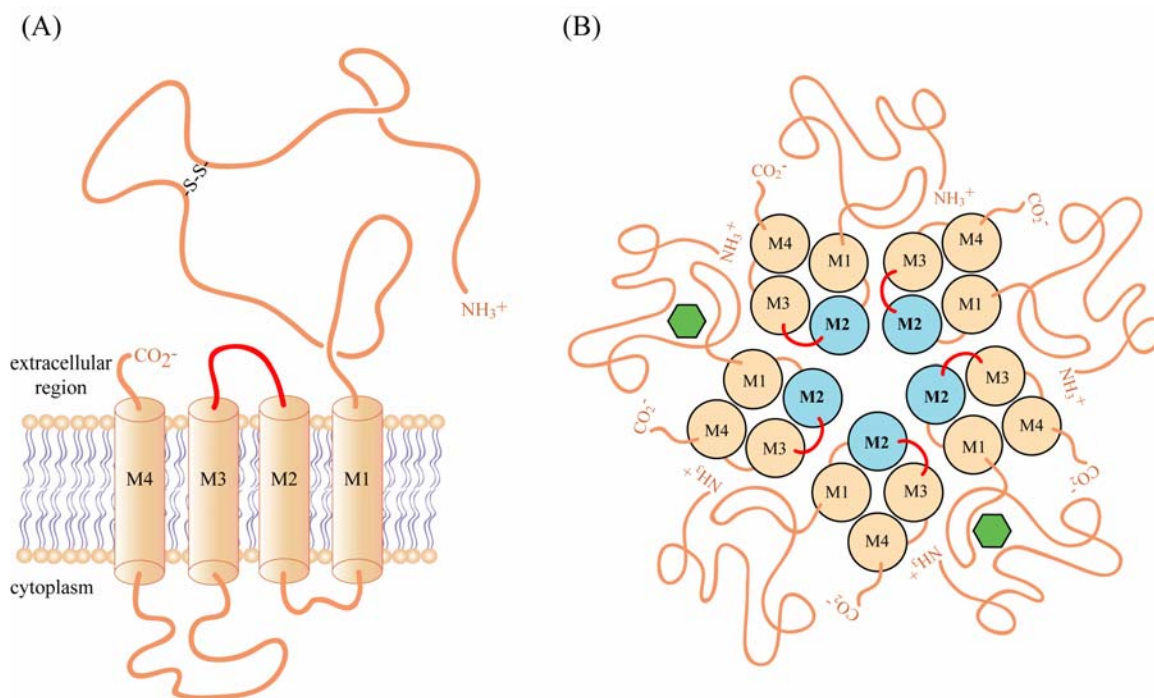 (A)
(B)
-S-S-
NH₃⁺
CO₂⁻
extracellular
region
M4
M3
M2
M1
cytoplasm
CO₂⁻
NH₃⁺
CO₂⁻
M4
M1
M3
M4
NH₃⁺
M3
M2
M2
M1
M1
M2
M2
M3
NH₃⁺
CO₂⁻
M4
M3
M2
M1
M4
CO₂⁻
NH₃⁺
M1
M3
M4
NH₃⁺
CO₂⁻